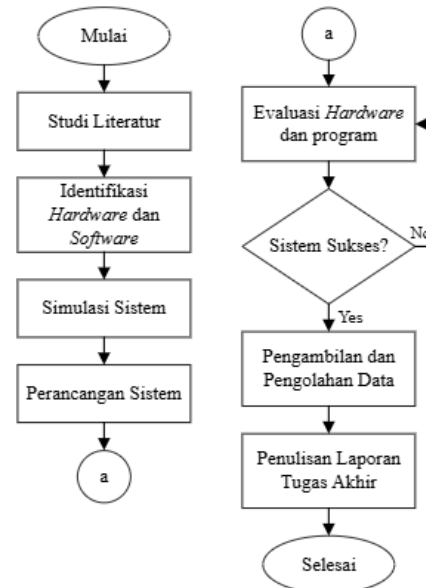 Mulai
Studi Literatur
Identifikasi
Hardware dan
Software
Simulasi Sistem
Perancangan Sistem
a
a
Evaluasi Hardware
dan program
Sistem Sukses?
No
Yes
Pengambilan dan
Pengolahan Data
Penulisan Laporan
Tugas Akhir
Selesai